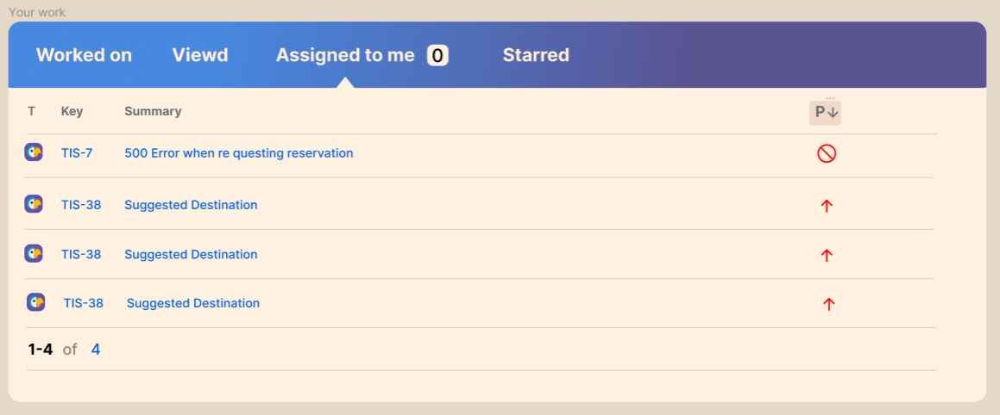 Your work
Worked on Viewd Assigned to me 0 Starred
T Key Summary P↓
TIS-7 500 Error when re questing reservation
TIS-38 Suggested Destination
TIS-38 Suggested Destination
TIS-38 Suggested Destination
1-4 of 4